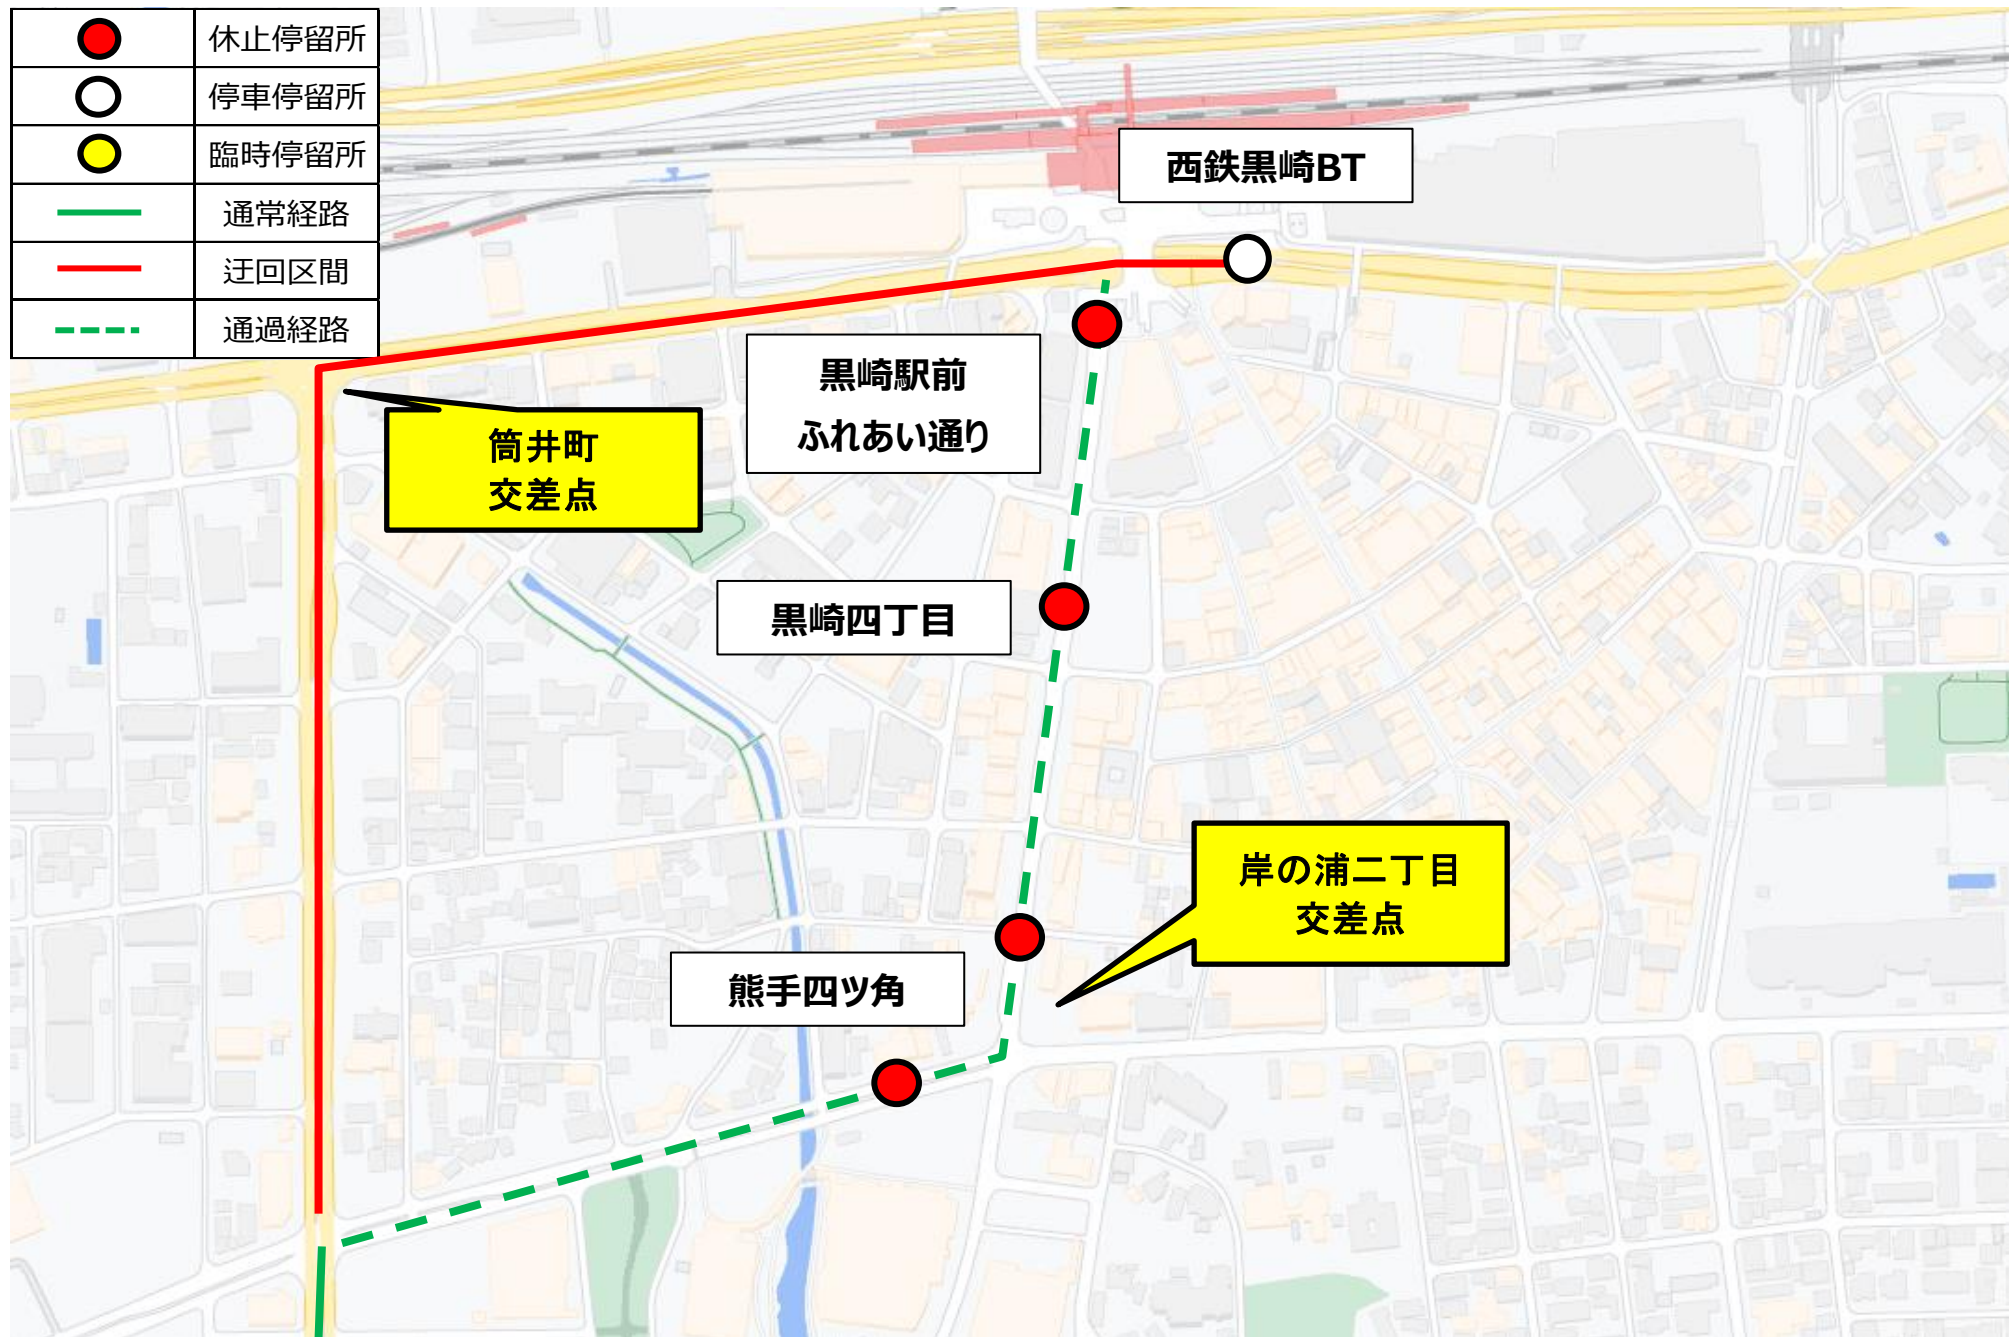 休止停留所
停車停留所
臨時停留所
通常経路
迂回区間
通過経路
西鉄黒崎BT
黒崎駅前
ふれあい通り
筒井町
交差点
黒崎四丁目
岸の浦二丁目
交差点
熊手四ツ角